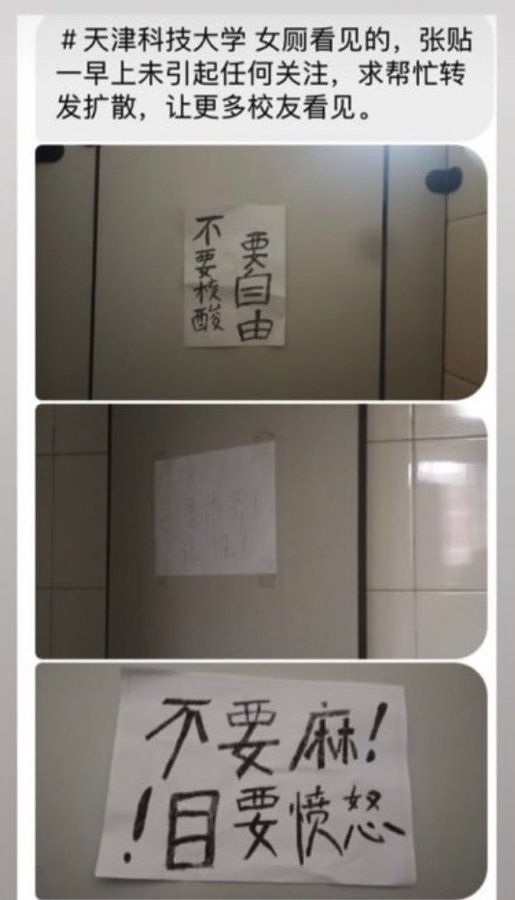 # 天津科技大学 女厕看见的，张贴
一早上未引起任何关注，求帮忙转
发扩散，让更多校友看见。
不要核酸
要自由
不要麻！
！日要愤怒